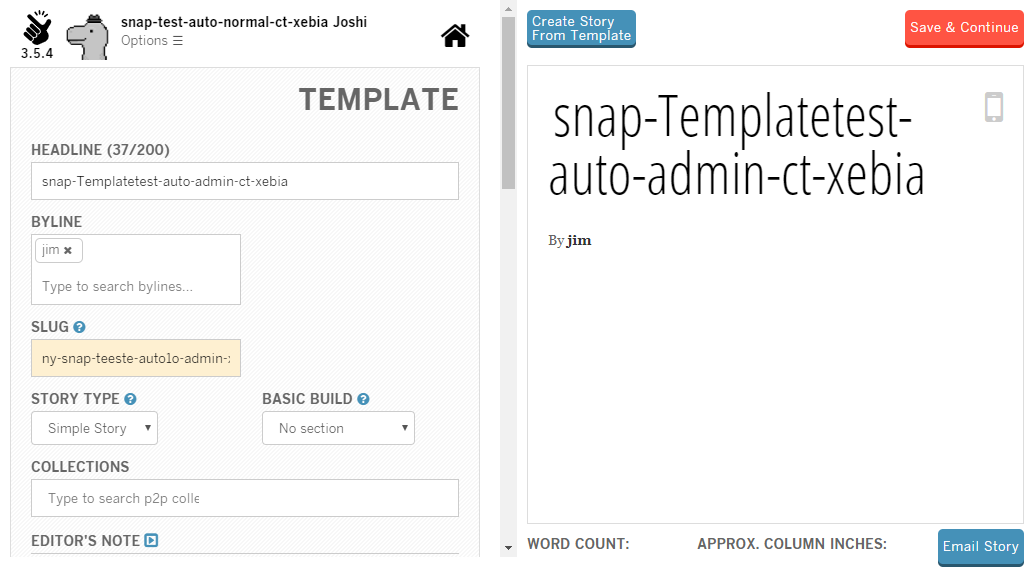 snap-test-auto-normal-ct-xebia Joshi
Options ☰
3.5.4
TEMPLATE
HEADLINE (37/200)
snap-Templatetest-auto-admin-ct-xebia
BYLINE
jim ✖
Type to search bylines...
SLUG ?
ny-snap-teeste-auto1o-admin-
STORY TYPE ? BASIC BUILD ?
Simple Story No section
COLLECTIONS
Type to search p2p colle
EDITOR'S NOTE
Create Story
From Template
Save & Continue
snap-Templatetest-
auto-admin-ct-xebia
By jim
WORD COUNT: APPROX. COLUMN INCHES:
Email Story